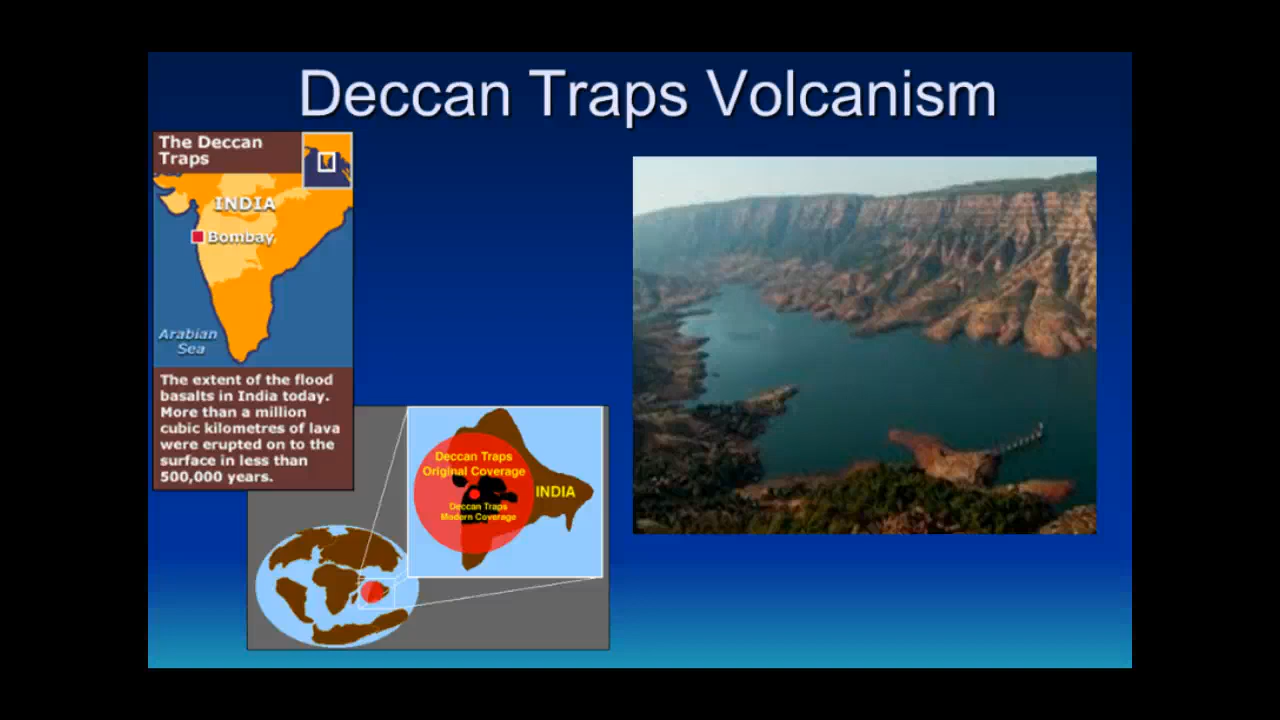 Deccan Traps Volcanism
The Deccan
Traps
INDIA
Bombay
Arabian
Sea
The extent of the flood
basalts in India today.
More than a million
cubic kilometres of lava
were erupted on to the
surface in less than
500,000 years.
Deccan Traps
Original Coverage
INDIA
Deccan Traps
Modern Coverage